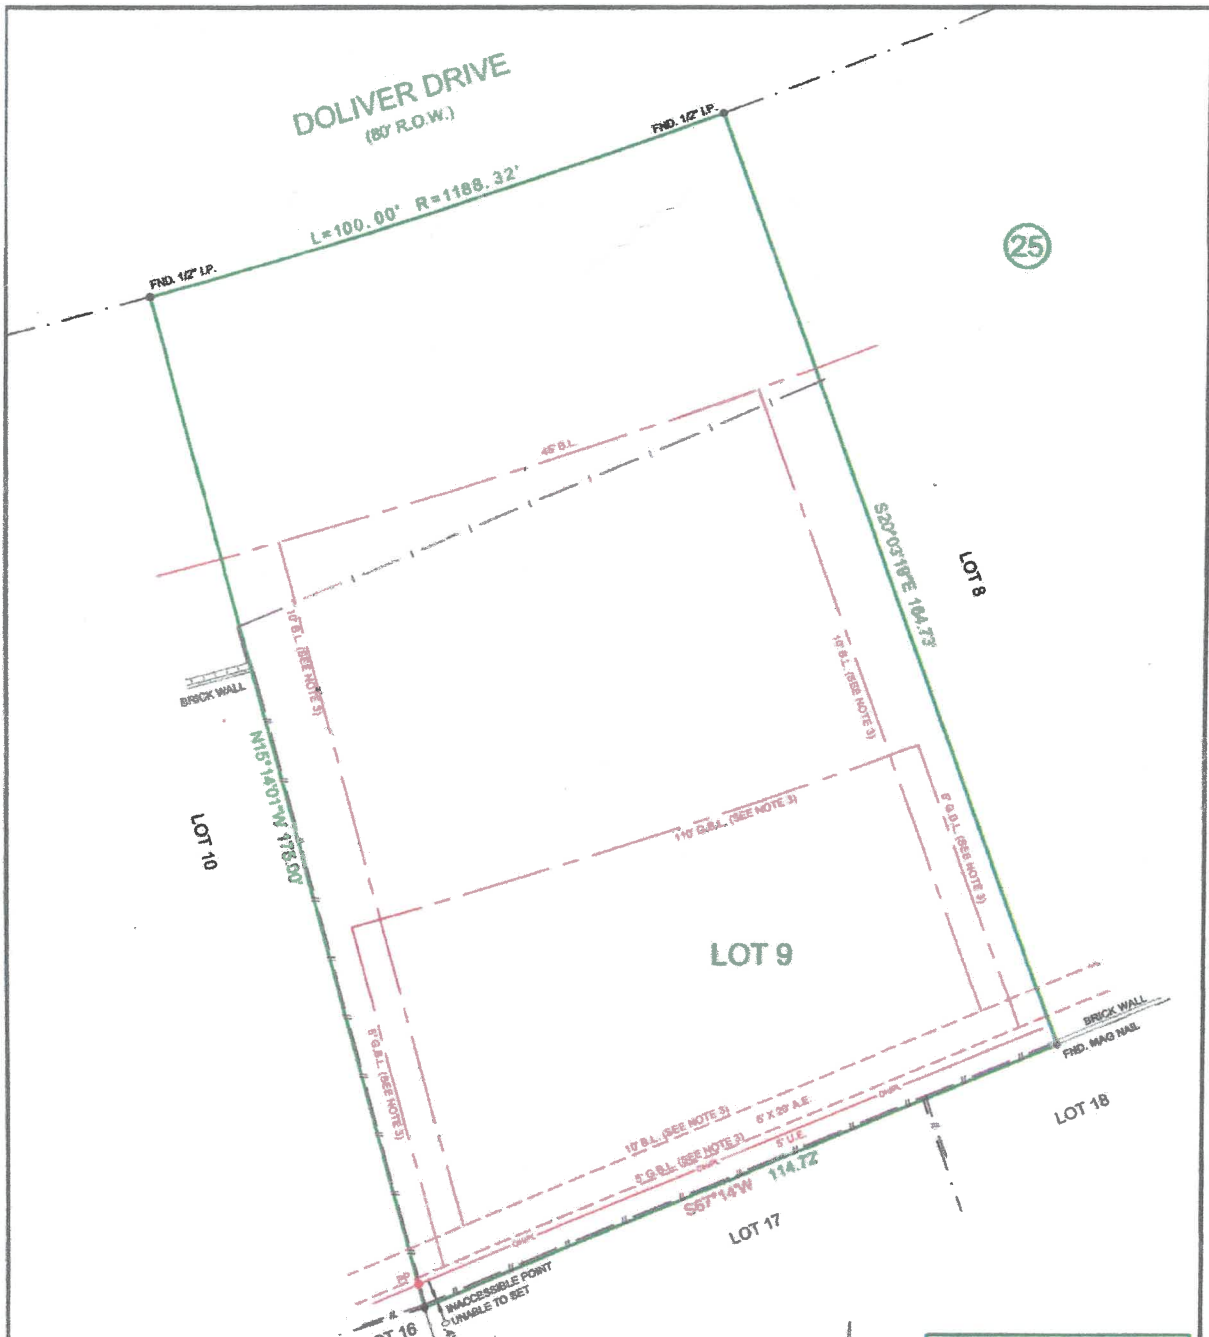 DOLIVER DRIVE
(80' R.O.W.)
FND. 1/2" I.P.
L=100.00' R=1188.32'
FND. 1/2" I.P.
25
45' B.L.
S20°03'19"E 164.73'
LOT 8
10' B.L. (SEE NOTE 3)
10' B.L. (SEE NOTE 3)
BRICK WALL
N15°14'01"W 178.00'
LOT 10
110' G.B.L. (SEE NOTE 3)
5' G.B.L. (SEE NOTE 3)
LOT 9
5' G.B.L. (SEE NOTE 3)
BRICK WALL
FND. MAG NAIL
LOT 18
10' B.L. (SEE NOTE 3)
5' G.B.L. (SEE NOTE 3)
6' X 20' A.E.
5' U.E.
S67°14'W 114.72'
LOT 17
INACCESSIBLE POINT
UNABLE TO SET
LOT 16